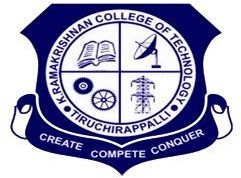 K.RAMAKRISHNAN COLLEGE OF TECHNOLOGY
TIRUCHIRAPPALLI
CREATE COMPETE CONQUER